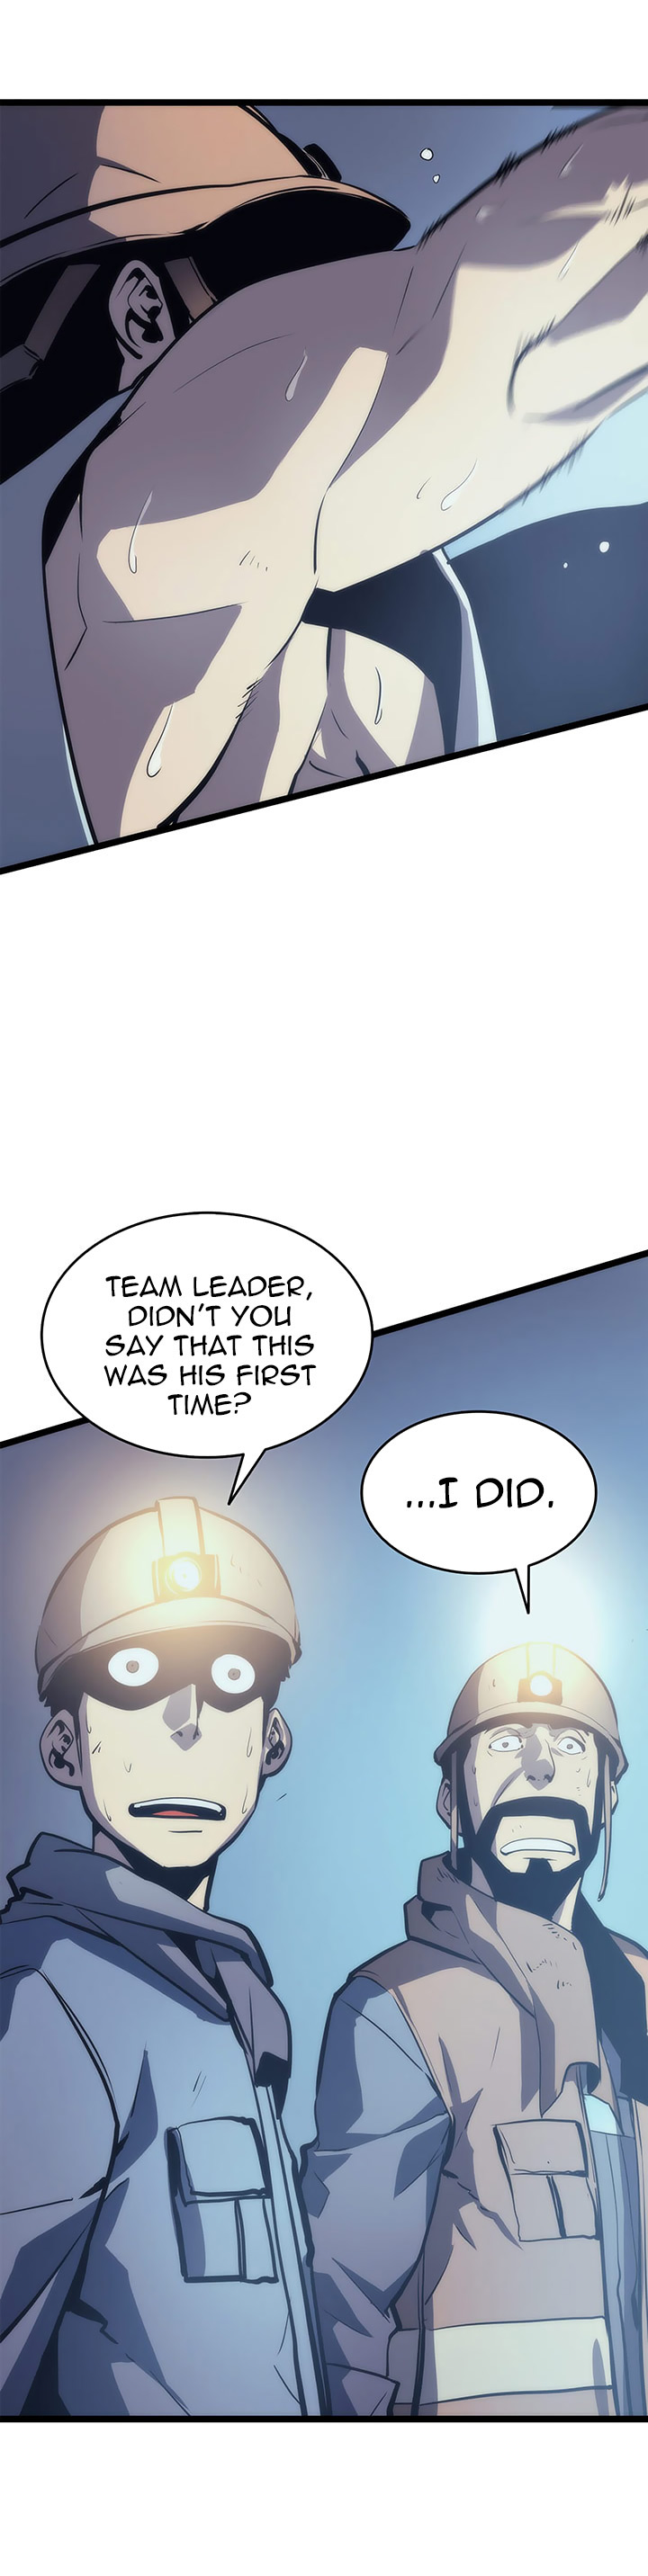 TEAM LEADER,
DIDN'T YOU
SAY THAT THIS
WAS HIS FIRST
TIME?
...I DID.